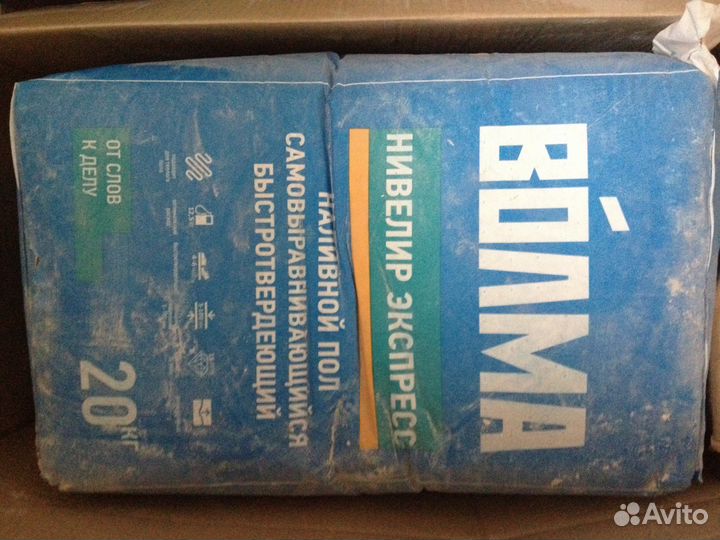 ВОЛМА
НИВЕЛИР ЭКСПРЕСС
НАЛИВНОЙ ПОЛ
САМОВЫРАВНИВАЮЩИЙСЯ
БЫСТРОТВЕРДЕЮЩИЙ
ОТ СЛОВ
К ДЕЛУ
20 КГ
Avito